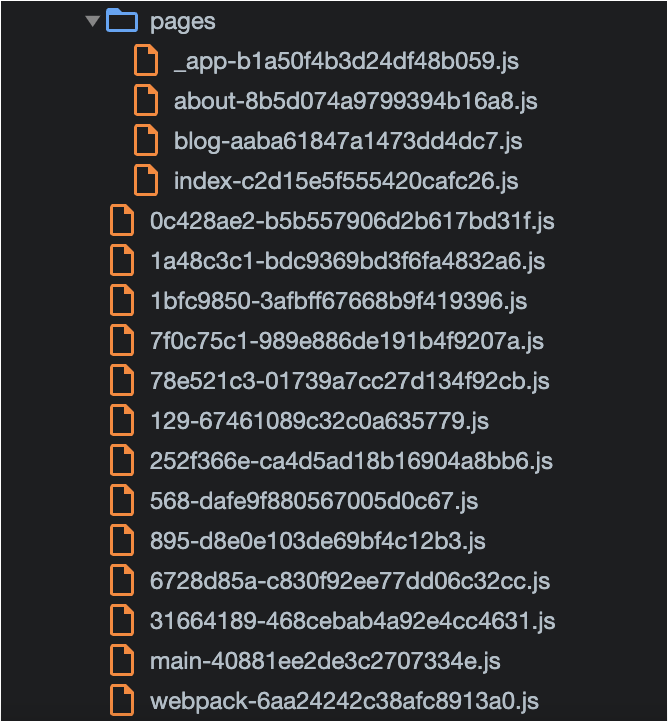 pages
_app-b1a50f4b3d24df48b059.js
about-8b5d074a9799394b16a8.js
blog-aaba61847a1473dd4dc7.js
index-c2d15e5f555420cafc26.js
0c428ae2-b5b557906d2b617bd31f.js
1a48c3c1-bdc9369bd3f6fa4832a6.js
1bfc9850-3afbff67668b9f419396.js
7f0c75c1-989e886de191b4f9207a.js
78e521c3-01739a7cc27d134f92cb.js
129-67461089c32c0a635779.js
252f366e-ca4d5ad18b16904a8bb6.js
568-dafe9f880567005d0c67.js
895-d8e0e103de69bf4c12b3.js
6728d85a-c830f92ee77dd06c32cc.js
31664189-468cebab4a92e4cc4631.js
main-40881ee2de3c2707334e.js
webpack-6aa24242c38afc8913a0.js